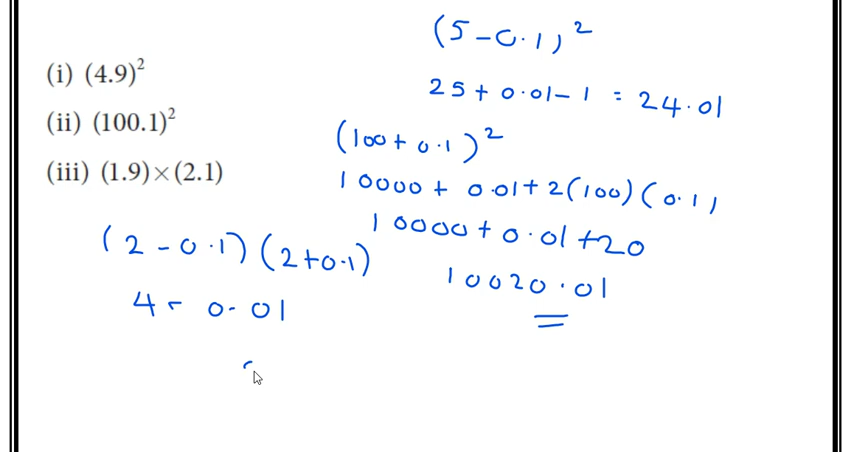 (5 - 0.1)²
(i) (4.9)²
25 + 0.01 - 1 = 24.01
(ii) (100.1)²
(100 + 0.1)²
(iii) (1.9)×(2.1)
10000 + 0.01 + 2(100)(0.1)
10000 + 0.01 + 20
(2 - 0.1)(2+0.1)
10020.01
4 - 0.01